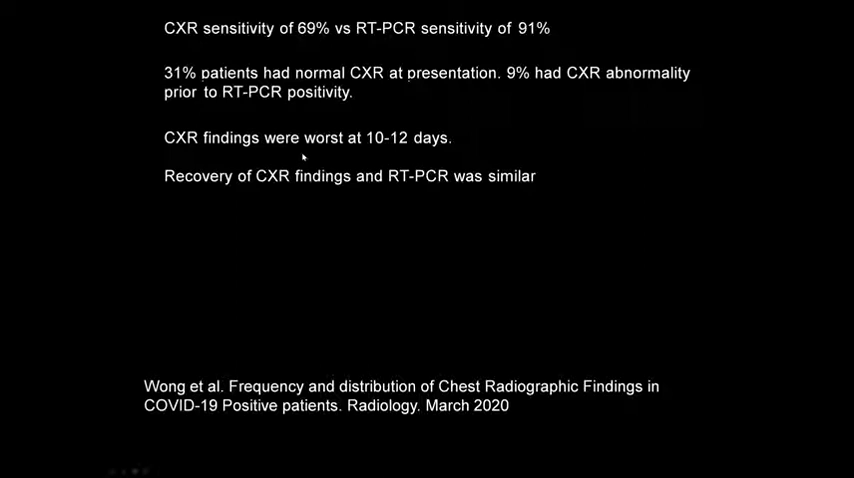 CXR sensitivity of 69% vs RT-PCR sensitivity of 91%
31% patients had normal CXR at presentation. 9% had CXR abnormality
prior to RT-PCR positivity.
CXR findings were worst at 10-12 days.
Recovery of CXR findings and RT-PCR was similar
Wong et al. Frequency and distribution of Chest Radiographic Findings in
COVID-19 Positive patients. Radiology. March 2020